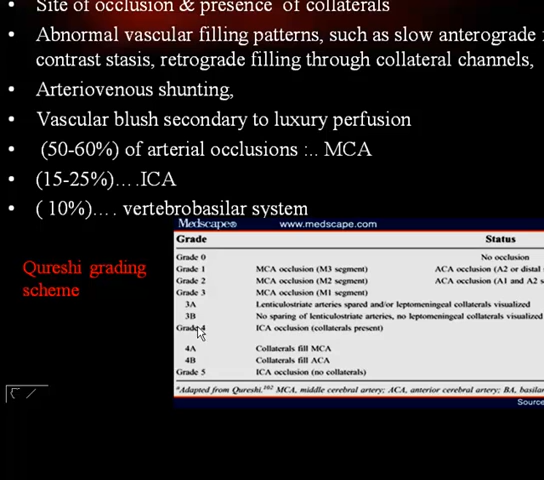 Site of occlusion & presence of collaterals
• Abnormal vascular filling patterns, such as slow anterograde
contrast stasis, retrograde filling through collateral channels,
• Arteriovenous shunting,
• Vascular blush secondary to luxury perfusion
• (50-60%) of arterial occlusions :.. MCA
• (15-25%)….ICA
• ( 10%)…. vertebrobasilar system
Qureshi grading
scheme
Medscape® www.medscape.com
Grade Status
Grade 0 No occlusion
Grade 1 MCA occlusion (M3 segment) ACA occlusion (A2 or distal
Grade 2 MCA occlusion (M2 segment) ACA occlusion (A1 and A2 s
Grade 3 MCA occlusion (M1 segment)
3A Lenticulostriate arteries spared and/or leptomeningeal collaterals visualized
3B No sparing of lenticulostriate arteries, no leptomeningeal collaterals visualized
Grade 4 ICA occlusion (collaterals present)
4A Collaterals fill MCA
4B Collaterals fill ACA
Grade 5 ICA occlusion (no collaterals)
*Adapted from Qureshi.102 MCA, middle cerebral artery; ACA, anterior cerebral artery; BA, basilar
Source